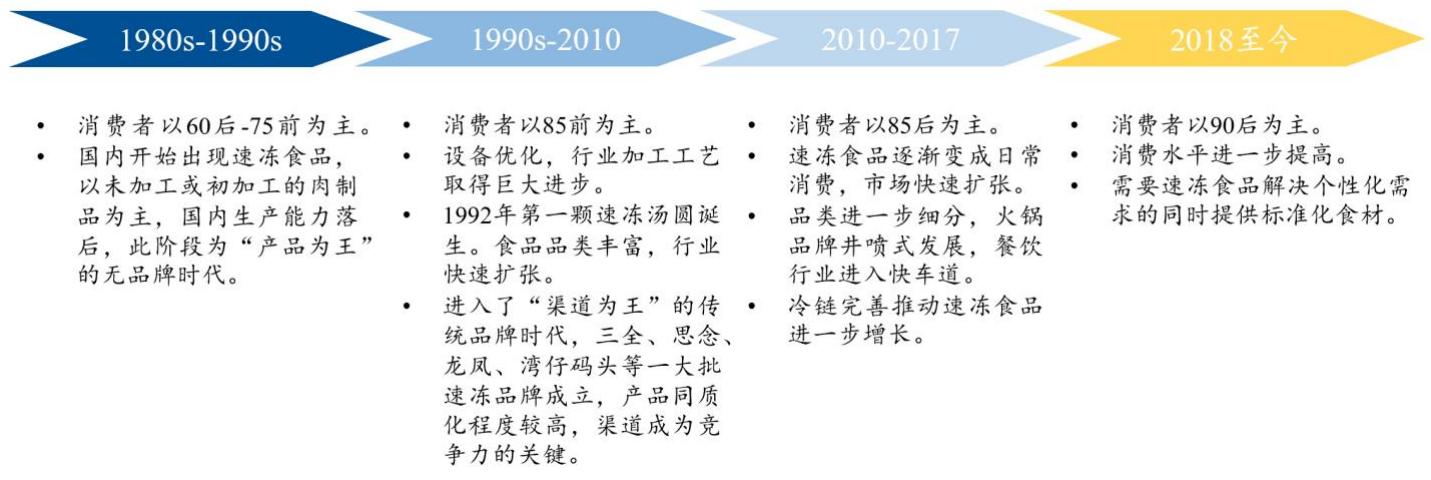 1980s-1990s
1990s-2010
2010-2017
2018至今
• 消费者以60后-75前为主。
• 国内开始出现速冻食品，
以未加工或初加工的肉制
品为主，国内生产能力落
后，此阶段为“产品为王”
的无品牌时代。
• 消费者以85前为主。
• 设备优化，行业加工工艺
取得巨大进步。
• 1992年第一颗速冻汤圆诞
生。食品品类丰富，行业
快速扩张。
• 进入了“渠道为王”的传
统品牌时代，三全、思念、
龙凤、湾仔码头等一大批
速冻品牌成立，产品同质
化程度较高，渠道成为竞
争力的关键。
• 消费者以85后为主。
• 速冻食品逐渐变成日常
消费，市场快速扩张。
• 品类进一步细分，火锅
品牌井喷式发展，餐饮
行业进入快车道。
• 冷链完善推动速冻食品
进一步增长。
• 消费者以90后为主。
• 消费水平进一步提高。
• 需要速冻食品解决个性化需
求的同时提供标准化食材。